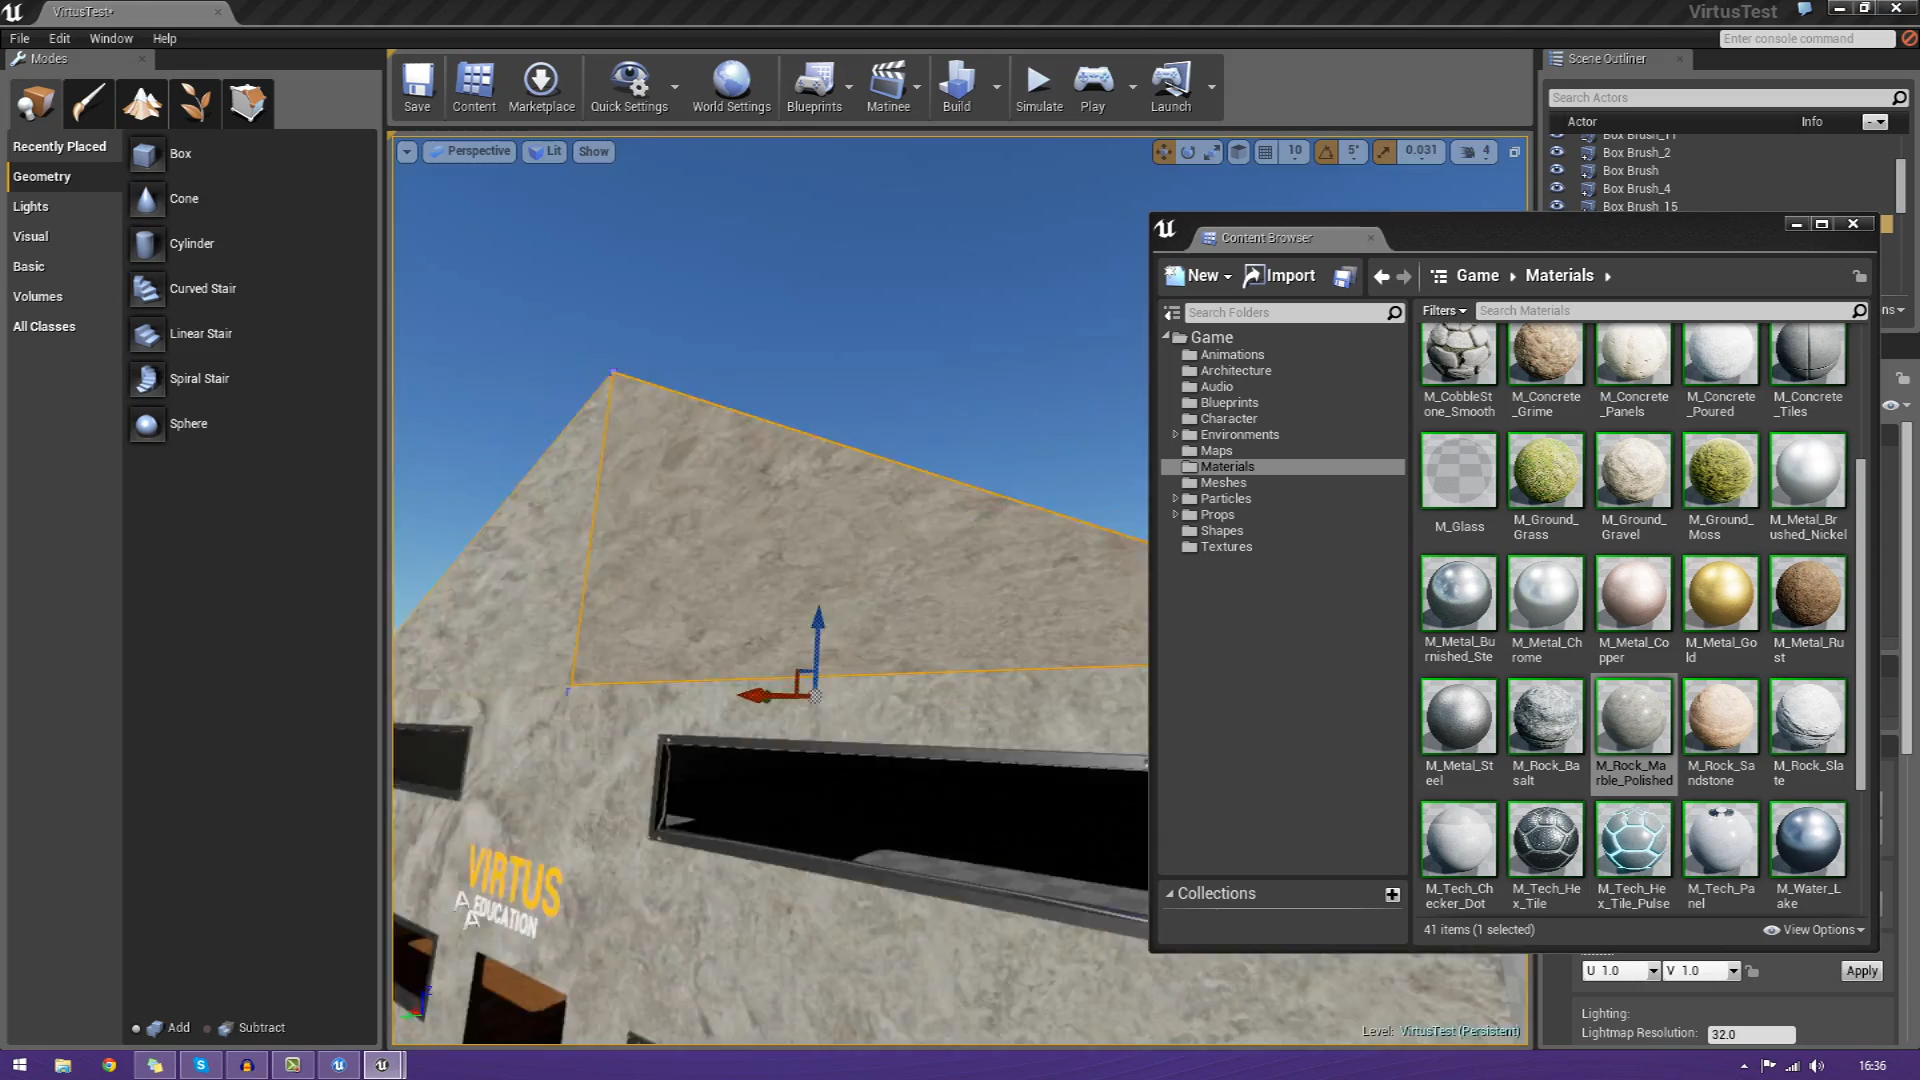 VirtusTest*
VirtusTest
File Edit Window Help
Enter console command
Modes
Scene Outliner
Save
Content
Marketplace
Quick Settings
World Settings
Blueprints
Matinee
Build
Simulate
Play
Launch
Search Actors
Actor Info
Recently Placed
Geometry
Lights
Visual
Basic
Volumes
All Classes
Box
Cone
Cylinder
Curved Stair
Linear Stair
Spiral Stair
Sphere
Add
Subtract
Perspective Lit Show
10 5° 0.031 4
Box Brush_11
Box Brush_2
Box Brush
Box Brush_4
Box Brush_15
Content Browser
New Import
Game Materials
Search Folders
Filters Search Materials
Game
Animations
Architecture
Audio
Blueprints
Character
Environments
Maps
Materials
Meshes
Particles
Props
Shapes
Textures
Collections
M_CobbleSt
one_Smooth
M_Concrete
_Grime
M_Concrete
_Panels
M_Concrete
_Poured
M_Concrete
_Tiles
M_Glass
M_Ground_
Grass
M_Ground_
Gravel
M_Ground_
Moss
M_Metal_Br
ushed_Nickel
M_Metal_Bu
rnished_Ste
M_Metal_Ch
rome
M_Metal_Co
pper
M_Metal_Go
ld
M_Metal_Ru
st
M_Metal_St
eel
M_Rock_Ba
salt
M_Rock_Ma
rble_Polished
M_Rock_Sa
ndstone
M_Rock_Sla
te
M_Tech_Ch
ecker_Dot
M_Tech_He
x_Tile
M_Tech_He
x_Tile_Pulse
M_Tech_Pa
nel
M_Water_L
ake
41 items (1 selected)
View Options
VIRTUS
EDUCATION
Level: VirtusTest (Persistent)
U 1.0 V 1.0 Apply
Lighting:
Lightmap Resolution: 32.0
16:36